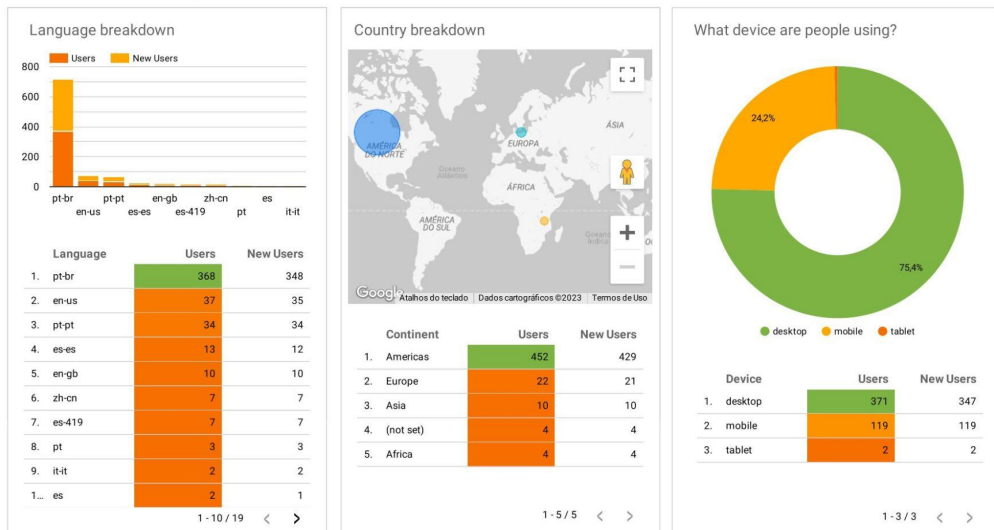 Language breakdown
Users New Users
800
600
400
200
0
pt-br pt-pt en-gb zh-cn es
en-us es-es es-419 pt it-it
Language Users New Users
1. pt-br 368 348
2. en-us 37 35
3. pt-pt 34 34
4. es-es 13 12
5. en-gb 10 10
6. zh-cn 7 7
7. es-419 7 7
8. pt 3 3
9. it-it 2 2
1... es 2 1
1 - 10 / 19
Country breakdown
ÁSIA
AMÉRICA DO NORTE
EUROPA
Oceano Atlântico
ÁFRICA
AMÉRICA DO SUL
Oceano Índico
Google Atalhos do teclado Dados cartográficos ©2023 Termos de Uso
Continent Users New Users
1. Americas 452 429
2. Europe 22 21
3. Asia 10 10
4. (not set) 4 4
5. Africa 4 4
1 - 5 / 5
What device are people using?
24,2%
75,4%
desktop mobile tablet
Device Users New Users
1. desktop 371 347
2. mobile 119 119
3. tablet 2 2
1 - 3 / 3